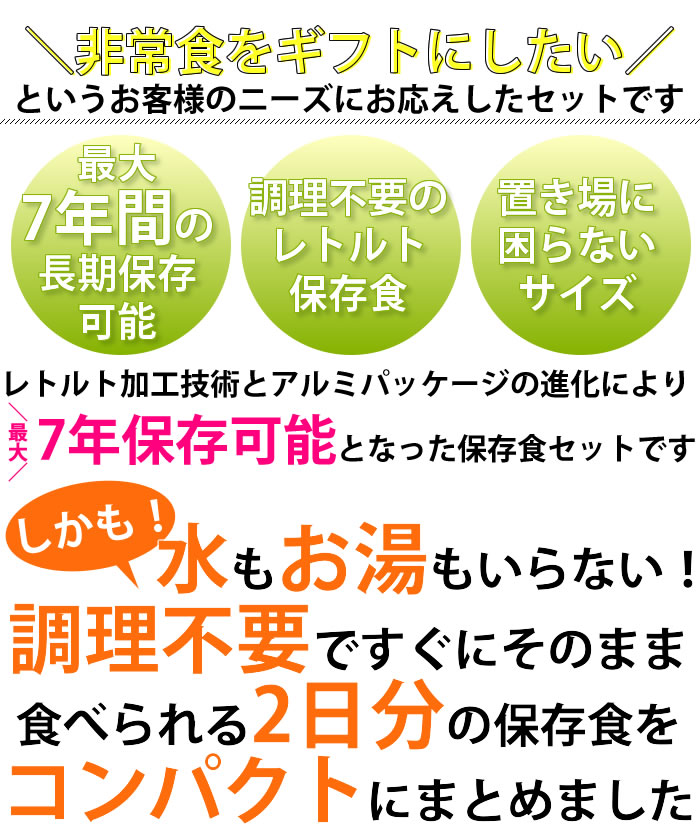 ＼非常食をギフトにしたい／
というお客様のニーズにお応えしたセットです
最大
7年間の
長期保存
可能
調理不要の
レトルト
保存食
置き場に
困らない
サイズ
レトルト加工技術とアルミパッケージの進化により
＼最大／7年保存可能となった保存食セットです
しかも！
水もお湯もいらない！
調理不要ですぐにそのまま
食べられる2日分の保存食を
コンパクトにまとめました